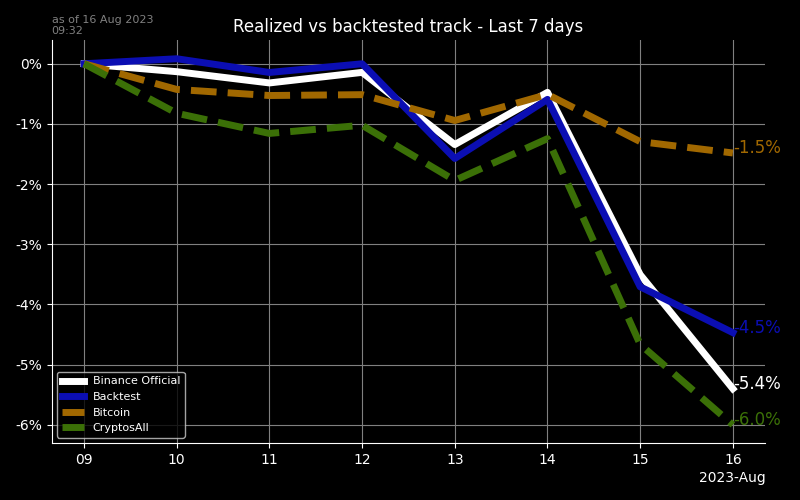 as of 16 Aug 2023
09:32
Realized vs backtested track - Last 7 days
0%
-1%
-2%
-3%
-4%
-5%
-6%
-1.5%
-4.5%
-5.4%
-6.0%
Binance Official
Backtest
Bitcoin
CryptosAll
09 10 11 12 13 14 15 16
2023-Aug